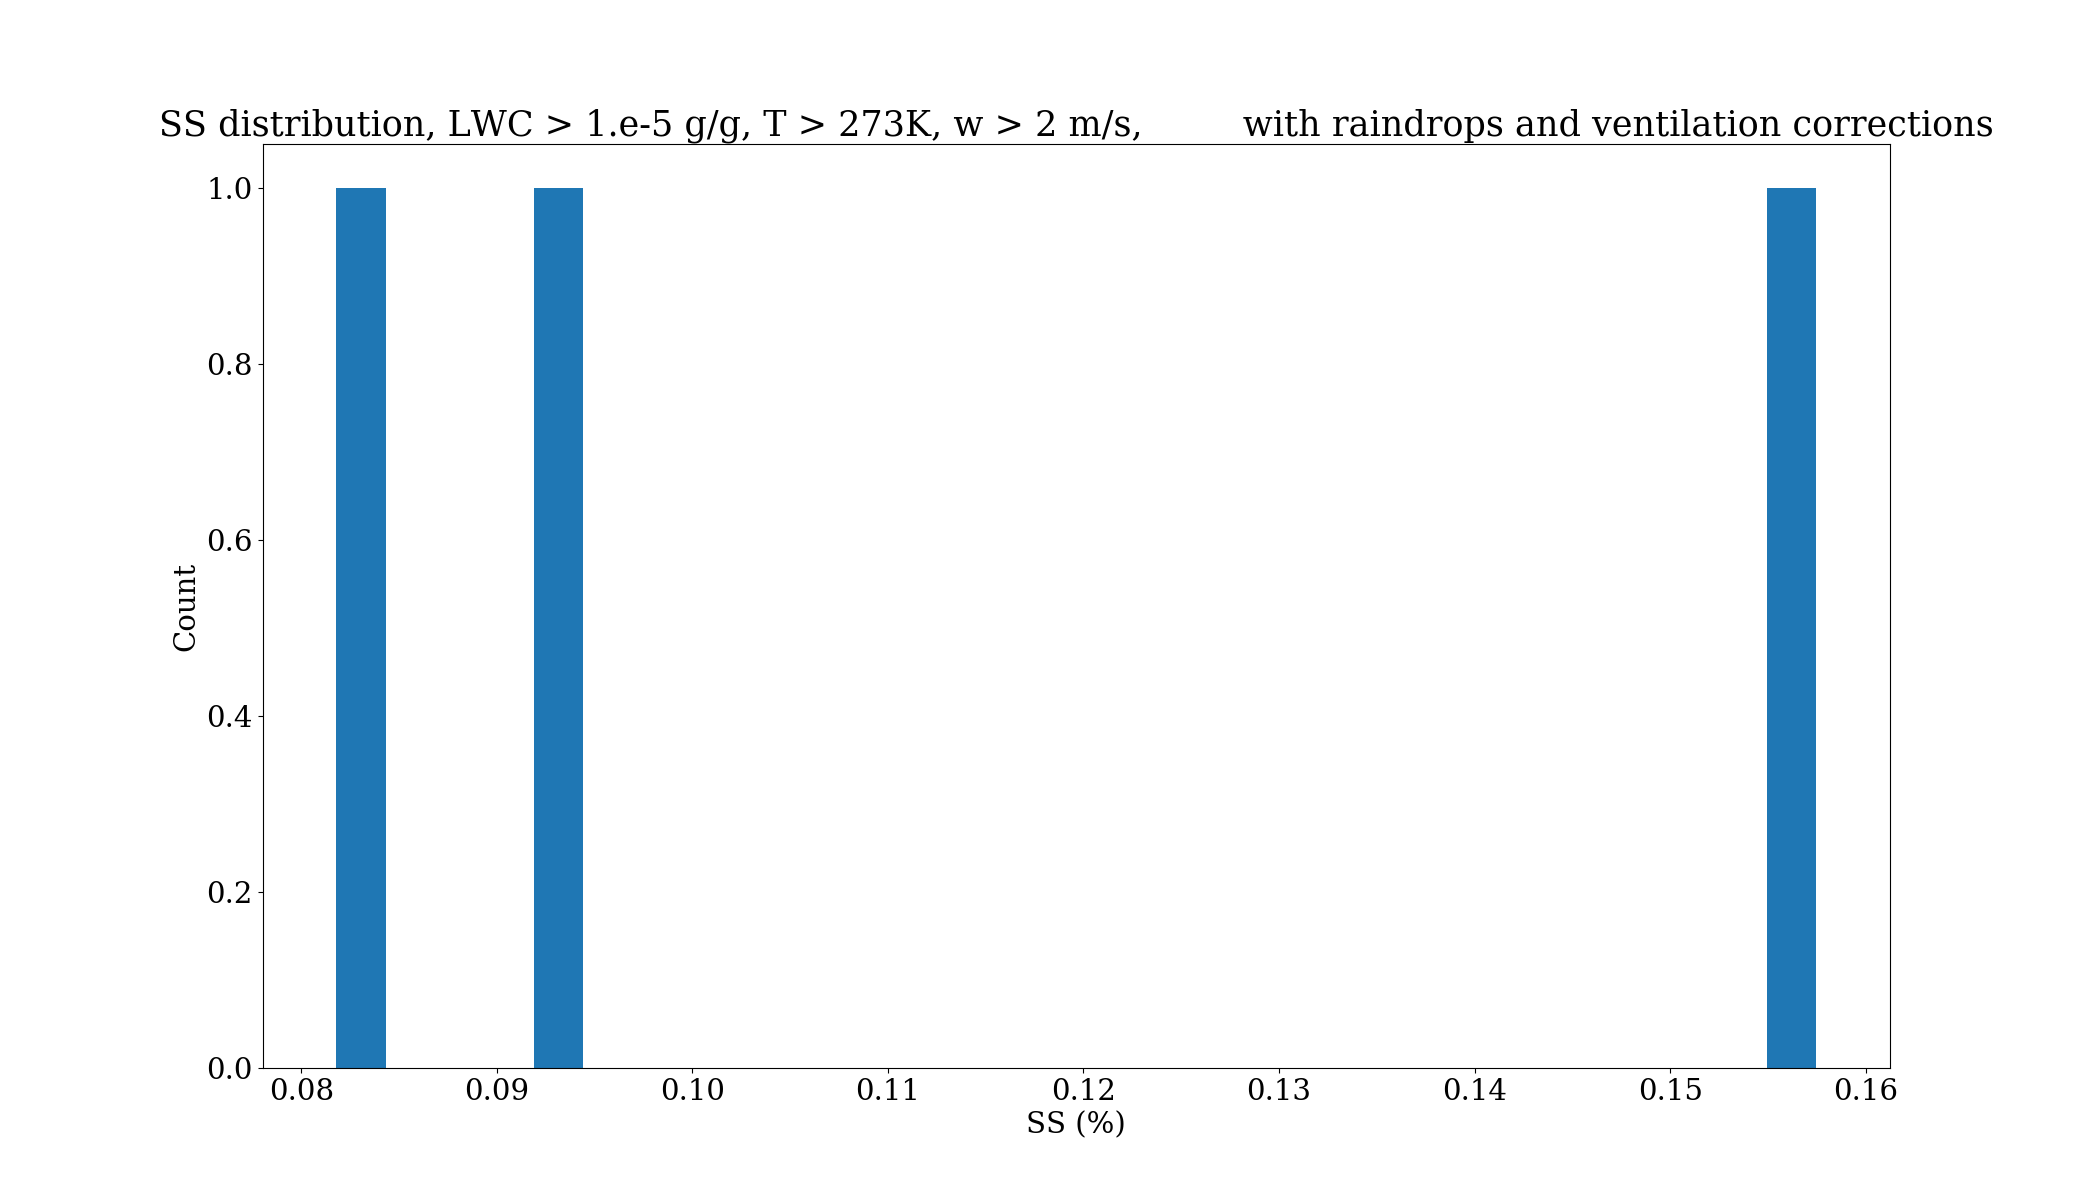 SS distribution, LWC > 1.e-5 g/g, T > 273K, w > 2 m/s, with raindrops and ventilation corrections
1.0
0.8
0.6
0.4
0.2
0.0
Count
0.08 0.09 0.10 0.11 0.12 0.13 0.14 0.15 0.16
SS (%)